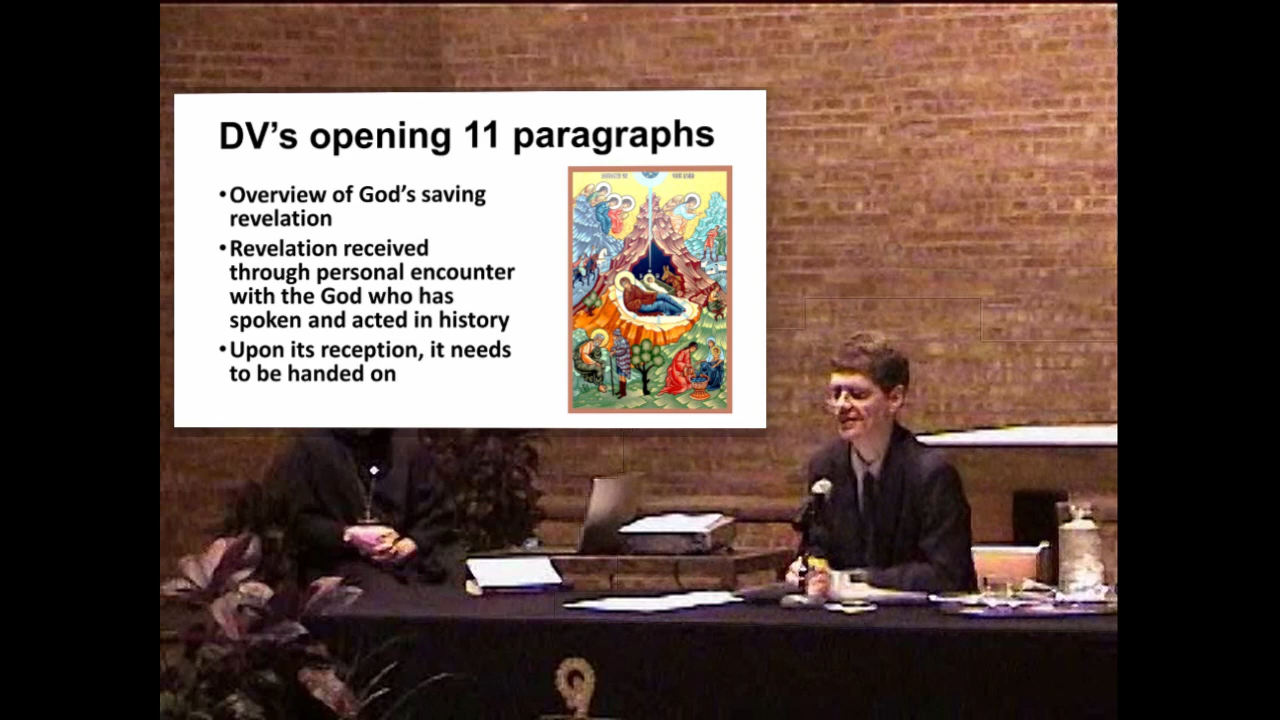 DV’s opening 11 paragraphs
•Overview of God’s saving
revelation
•Revelation received
through personal encounter
with the God who has
spoken and acted in history
•Upon its reception, it needs
to be handed on